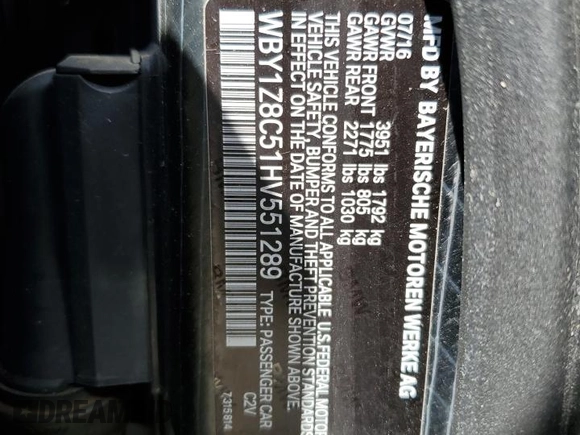 MFD BY BAYERISCHE MOTOREN WERKE AG
07/16
GVWR 3951 lbs 1792 kg
GAWR FRONT 1775 lbs 805 kg
GAWR REAR 2271 lbs 1030 kg
THIS VEHICLE CONFORMS TO ALL APPLICABLE U.S. FEDERAL MOTOR
VEHICLE SAFETY, BUMPER AND THEFT PREVENTION STANDARDS
IN EFFECT ON THE DATE OF MANUFACTURE SHOWN ABOVE.
WBY1Z8C51HV551289 TYPE: PASSENGER CAR
C2V
7315814
DREAM